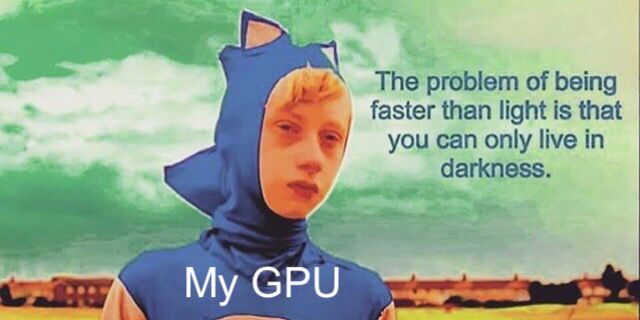 The problem of being
faster than light is that
you can only live in
darkness.
My GPU